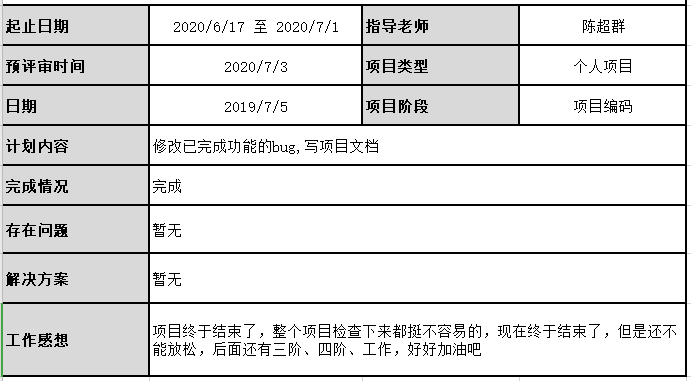 起止日期 2020/6/17 至 2020/7/1 指导老师 陈超群
预评审时间 2020/7/3 项目类型 个人项目
日期 2019/7/5 项目阶段 项目编码
计划内容 修改已完成功能的bug,写项目文档
完成情况 完成
存在问题 暂无
解决方案 暂无
工作感想 项目终于结束了，整个项目检查下来都挺不容易的，现在终于结束了，但是还不
能放松，后面还有三阶、四阶、工作，好好加油吧